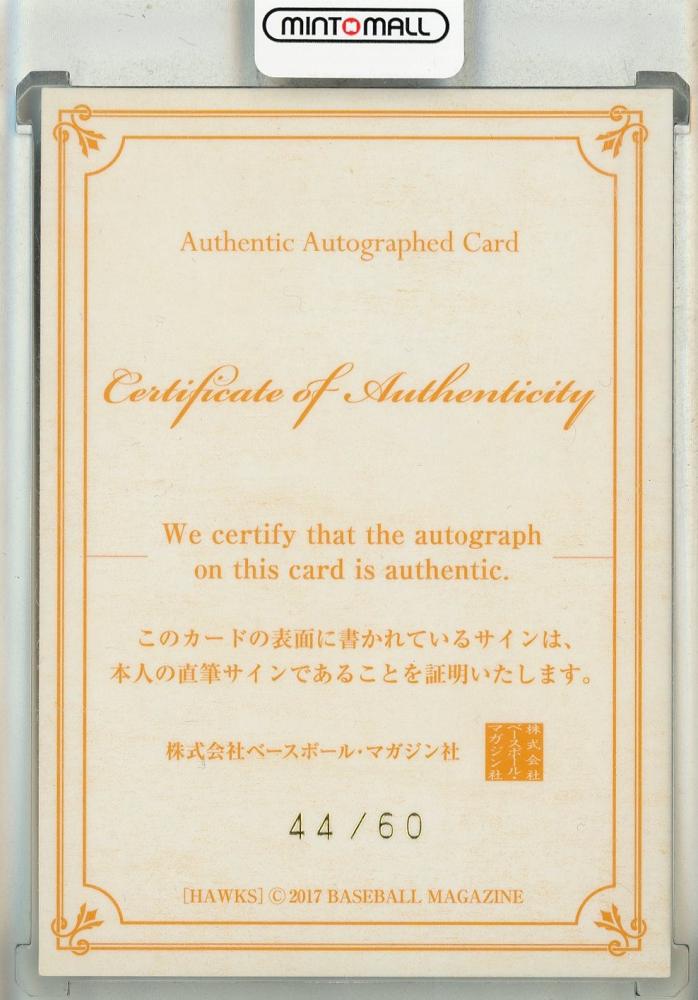 MINTOMALL
Authentic Autographed Card
Certificate of Authenticity
We certify that the autograph
on this card is authentic.
このカードの表面に書かれているサインは、
本人の直筆サインであることを証明いたします。
株式会社ベースボール・マガジン社
株式会社
ベースボール・
マガジン社
44/60
[HAWKS] © 2017 BASEBALL MAGAZINE